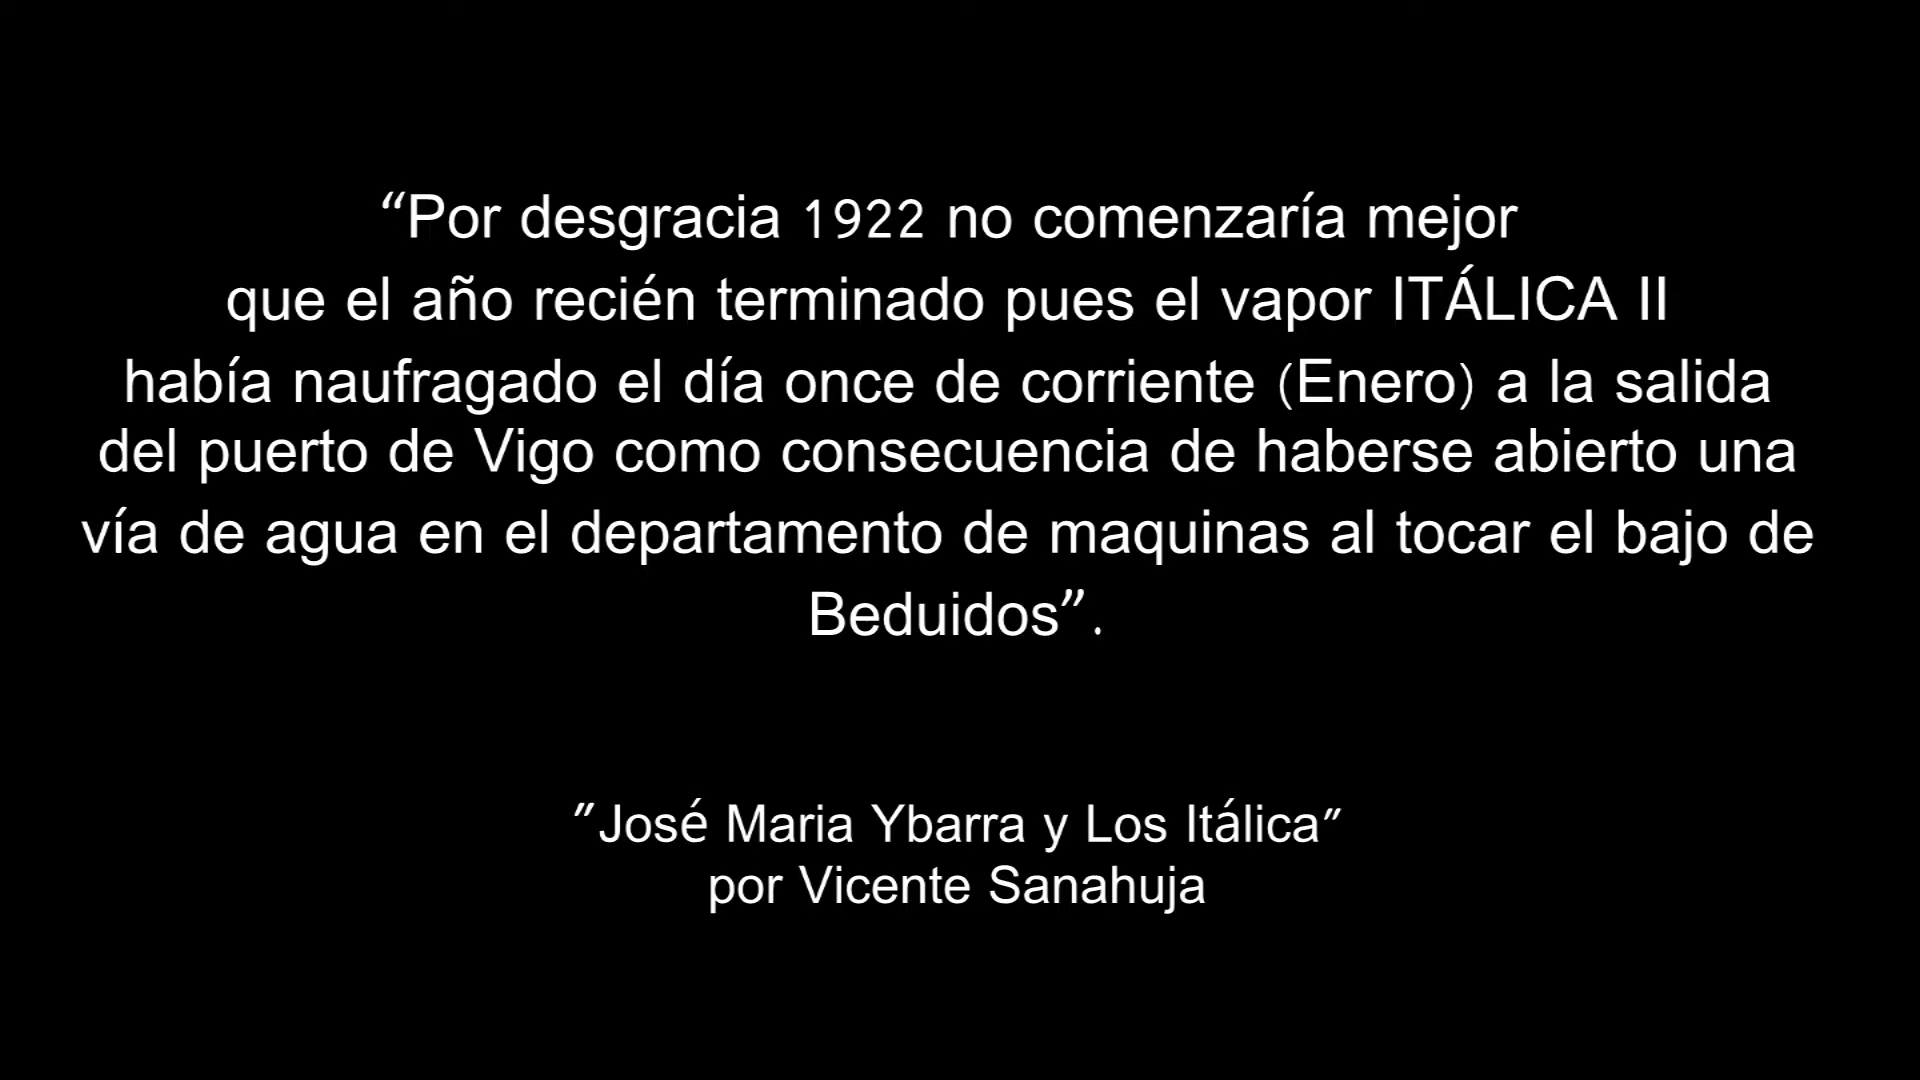 “Por desgracia 1922 no comenzaría mejor
que el año recién terminado pues el vapor ITÁLICA II
había naufragado el día once de corriente (Enero) a la salida
del puerto de Vigo como consecuencia de haberse abierto una
vía de agua en el departamento de maquinas al tocar el bajo de
Beduidos”.
“José Maria Ybarra y Los Itálica”
por Vicente Sanahuja